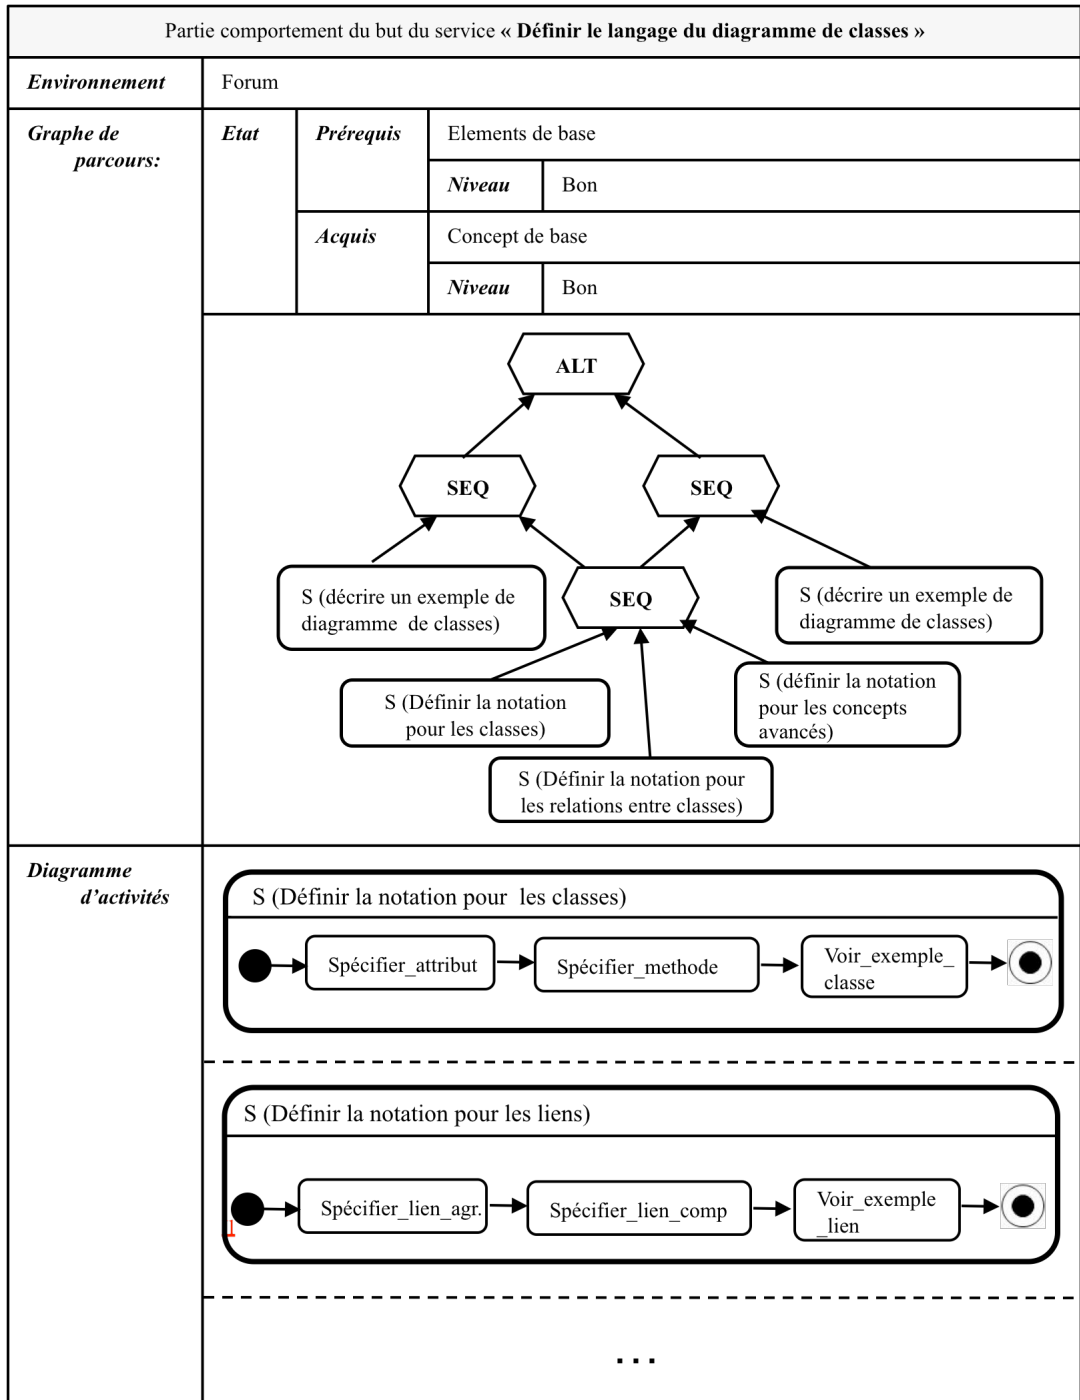 Partie comportement du but du service « Définir le langage du diagramme de classes »
Environnement
Forum
Graphe de
parcours:
Etat
Prérequis
Elements de base
Niveau
Bon
Acquis
Concept de base
Niveau
Bon
ALT
SEQ
SEQ
S (décrire un exemple de
diagramme  de classes)
SEQ
S (décrire un exemple de
diagramme de classes)
S (Définir la notation
pour les classes)
S (définir la notation
pour les concepts
avancés)
S (Définir la notation pour
les relations entre classes)
Diagramme
d’activités
S (Définir la notation pour  les classes)
Spécifier_attribut
Spécifier_methode
Voir_exemple_
classe
S (Définir la notation pour les liens)
Spécifier_lien_agr.
Spécifier_lien_comp
Voir_exemple
_lien
1
...